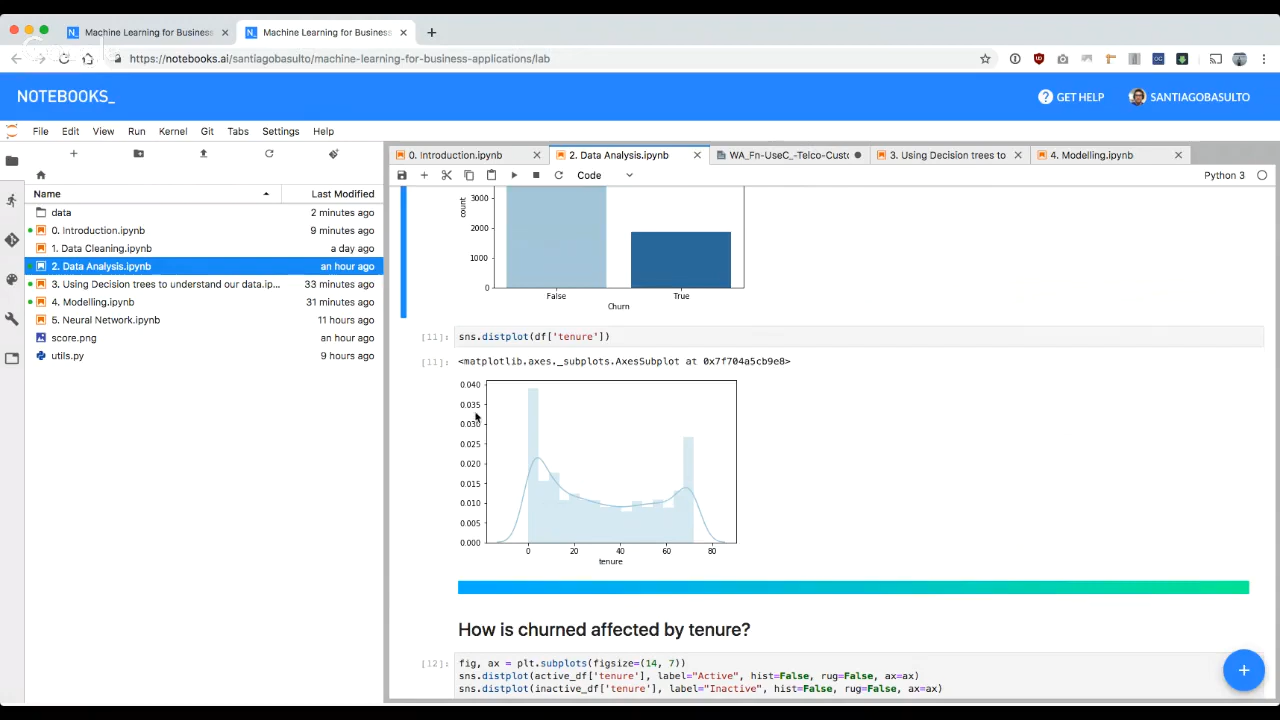 Machine Learning for Business
Machine Learning for Business
https://notebooks.ai/santiagobasulto/machine-learning-for-business-applications/lab
NOTEBOOKS_
GET HELP
SANTIAGOBASULTO
File Edit View Run Kernel Git Tabs Settings Help
0. Introduction.ipynb
2. Data Analysis.ipynb
WA_Fn-UseC_-Telco-Custo
3. Using Decision trees to
4. Modelling.ipynb
Code
Python 3
Name Last Modified
data 2 minutes ago
0. Introduction.ipynb 9 minutes ago
1. Data Cleaning.ipynb a day ago
2. Data Analysis.ipynb an hour ago
3. Using Decision trees to understand our data.ip... 33 minutes ago
4. Modelling.ipynb 31 minutes ago
5. Neural Network.ipynb 11 hours ago
score.png an hour ago
utils.py 9 hours ago
count
3000
2000
1000
0
False True
Churn
[11]: sns.distplot(df['tenure'])
[11]: <matplotlib.axes._subplots.AxesSubplot at 0x7f704a5cb9e8>
0.040
0.035
0.030
0.025
0.020
0.015
0.010
0.005
0.000
0 20 40 60 80
tenure
How is churned affected by tenure?
[12]: fig, ax = plt.subplots(figsize=(14, 7))
sns.distplot(active_df['tenure'], label="Active", hist=False, rug=False, ax=ax)
sns.distplot(inactive_df['tenure'], label="Inactive", hist=False, rug=False, ax=ax)